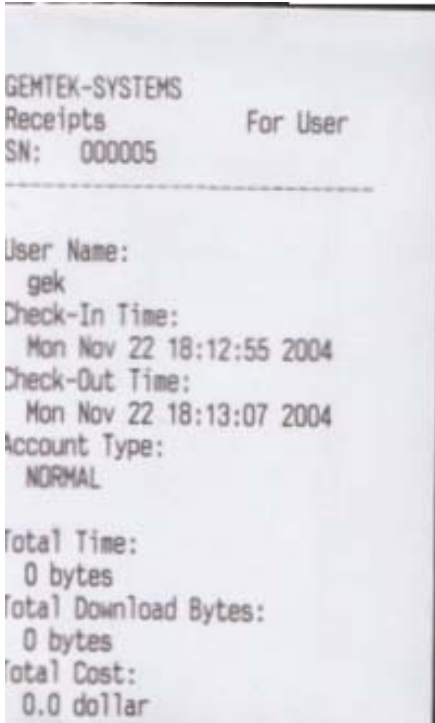 GEMTEK-SYSTEMS
Receipts For User
SN: 000005
--------------------------------------
User Name:
gek
Check-In Time:
Mon Nov 22 18:12:55 2004
Check-Out Time:
Mon Nov 22 18:13:07 2004
Account Type:
NORMAL
Total Time:
0 bytes
Total Download Bytes:
0 bytes
Total Cost:
0.0 dollar